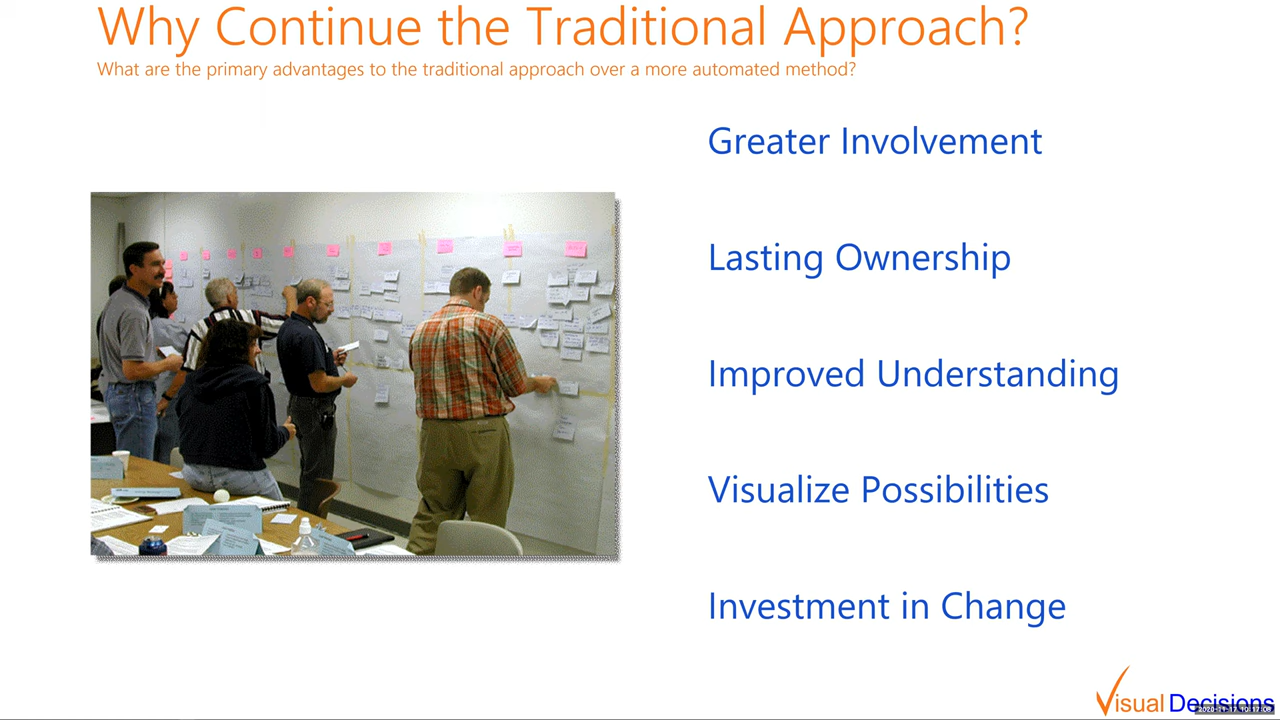 Why Continue the Traditional Approach?
What are the primary advantages to the traditional approach over a more automated method?
Greater Involvement
Lasting Ownership
Improved Understanding
Visualize Possibilities
Investment in Change
Visual Decisions